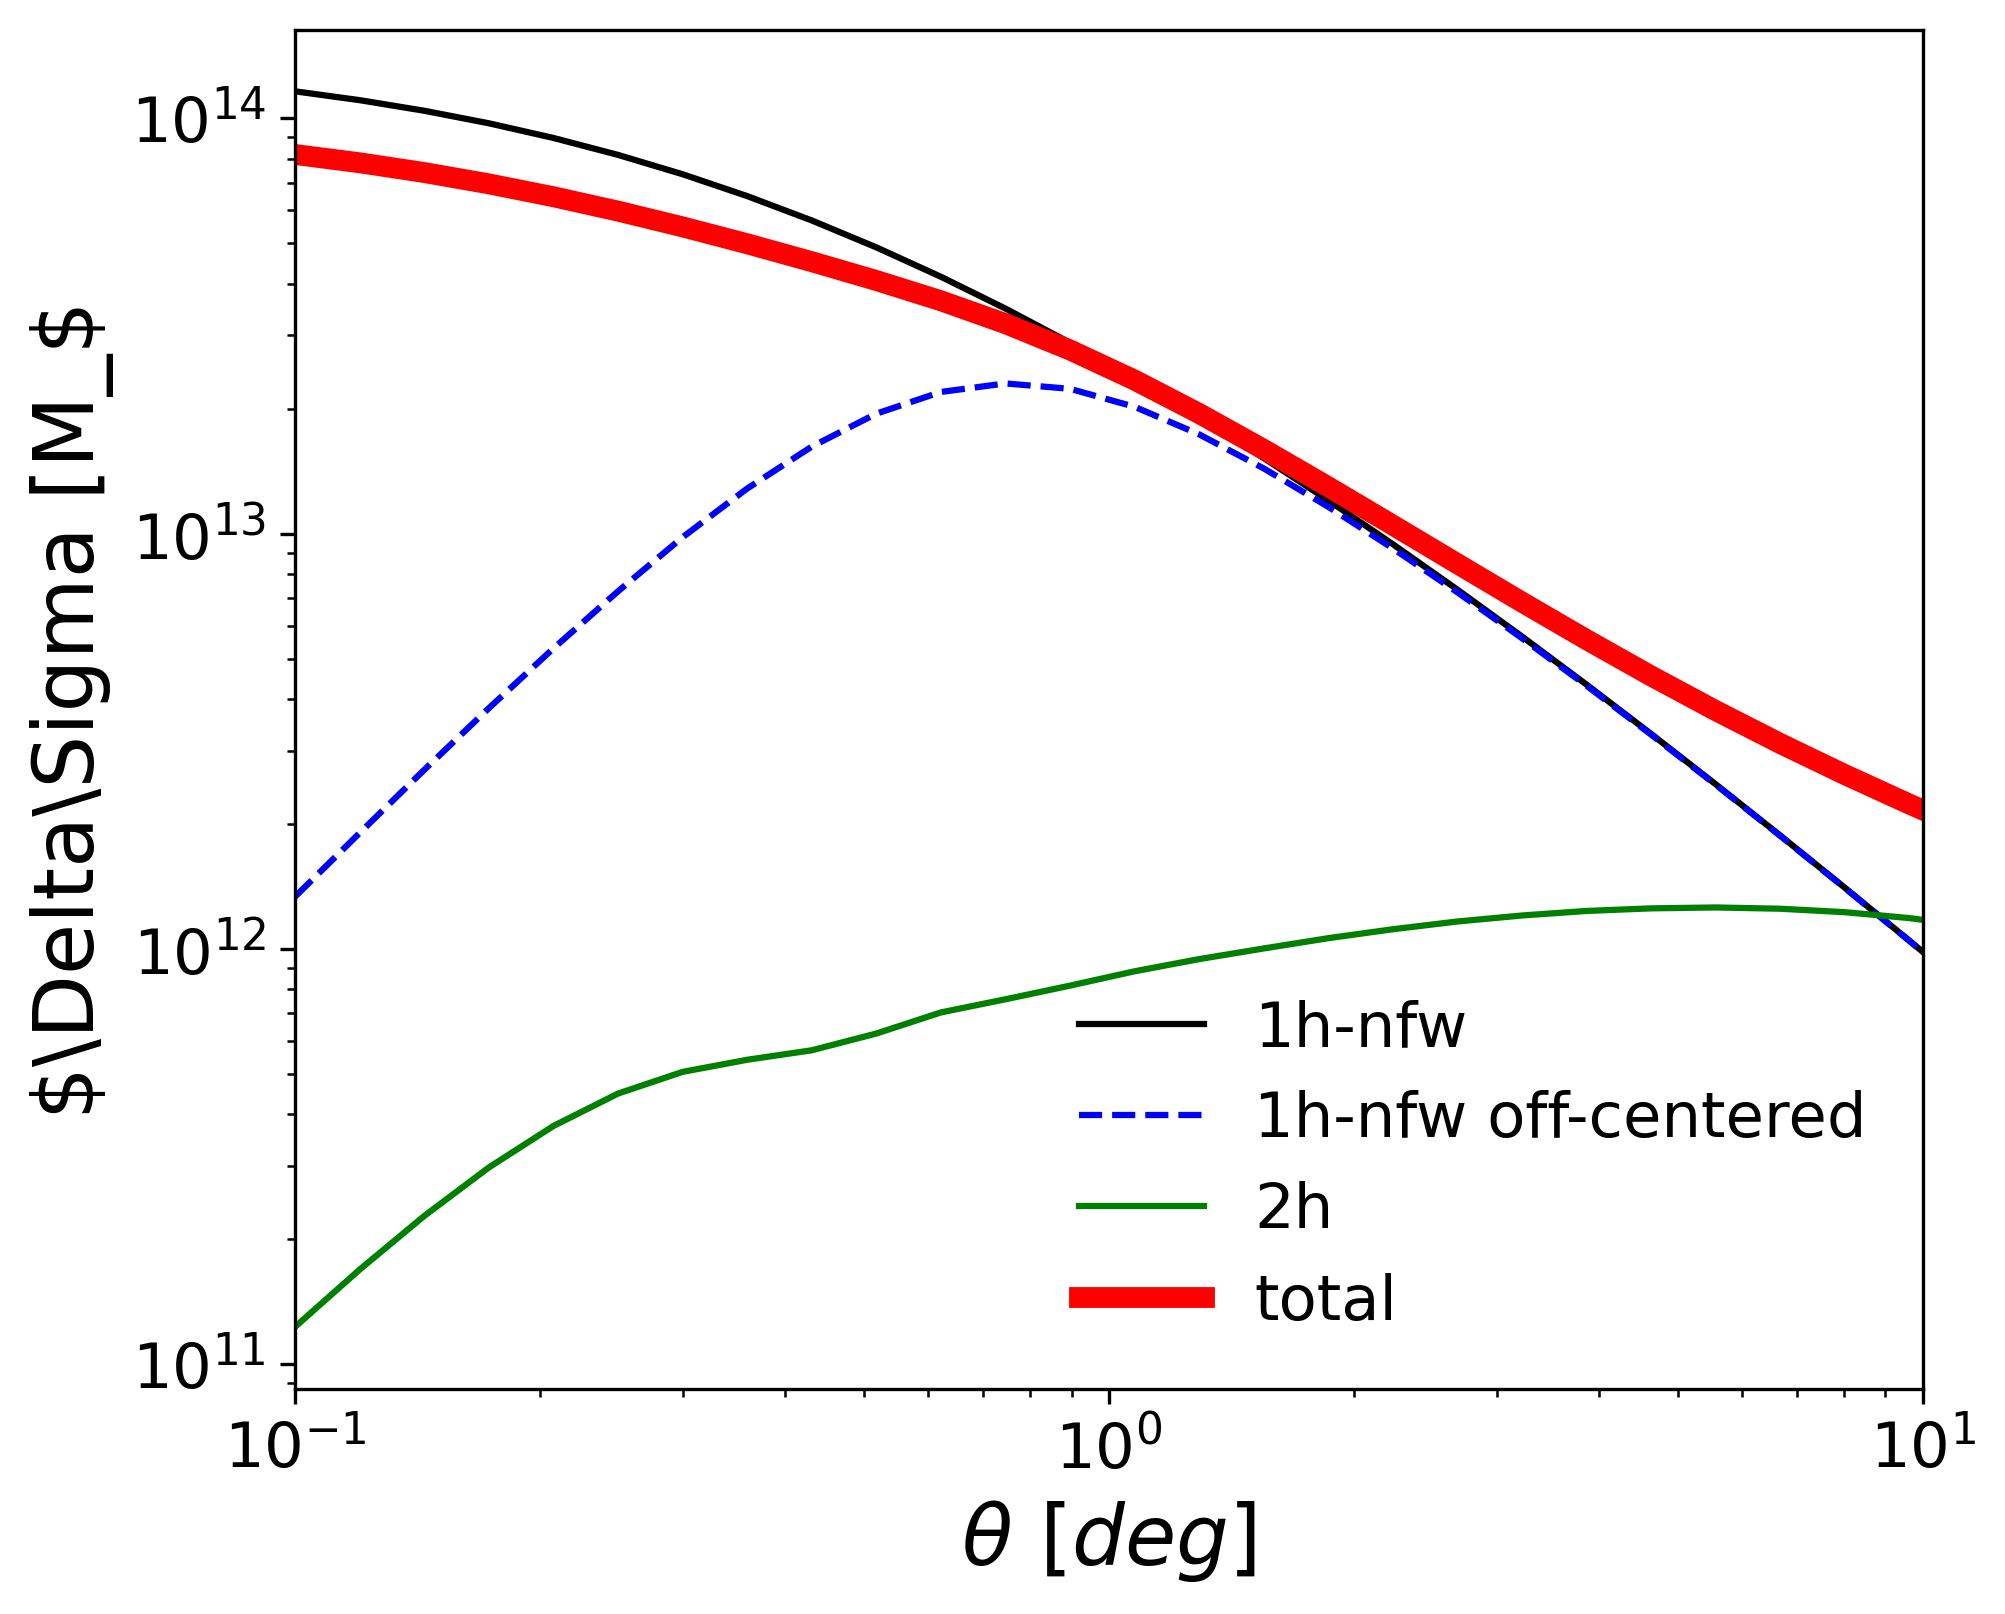 $\Delta\Sigma [M_$
10^14
10^13
10^12
10^11
1h-nfw
1h-nfw off-centered
2h
total
10^−1
10^0
10^1
θ [deg]